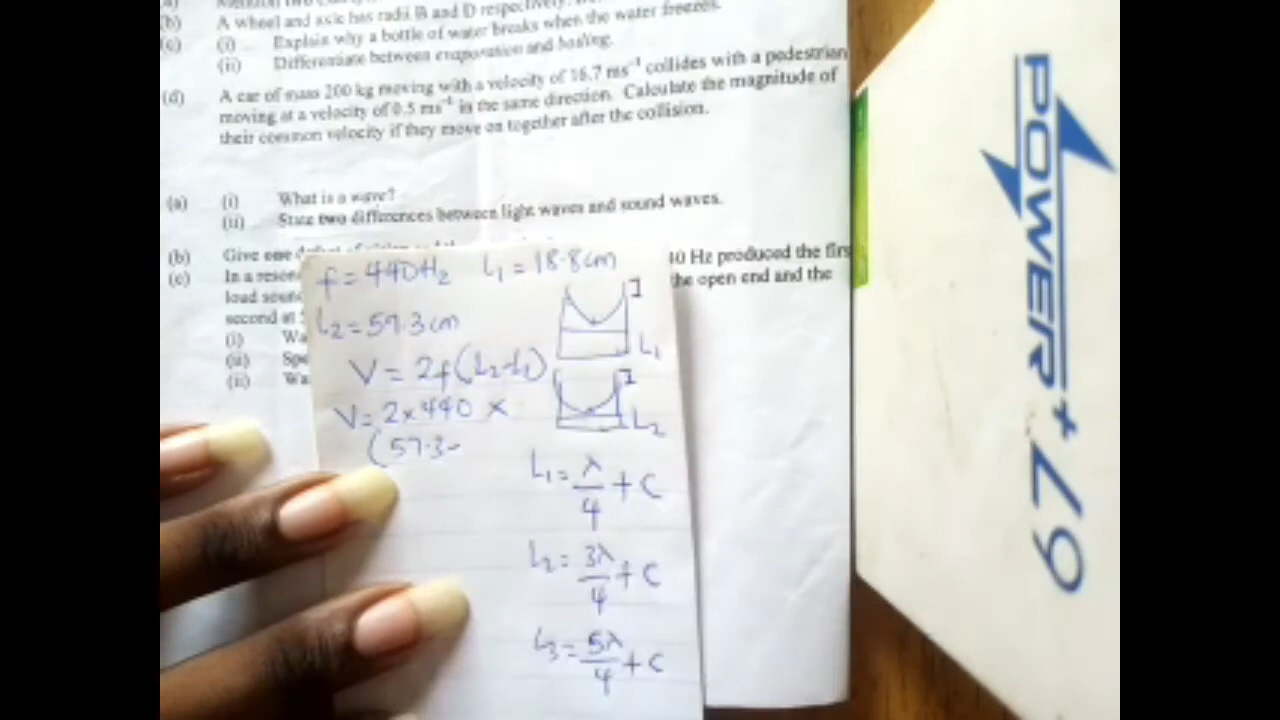 (b) A wheel and axle has radii B and D respectively.
(c) (i) Explain why a bottle of water breaks when the water freezes.
(ii) Differentiate between evaporation and boiling.
(d) A car of mass 200 kg moving with a velocity of 16.7 ms⁻¹ collides with a pedestrian
moving at a velocity of 0.5 ms⁻¹ in the same direction. Calculate the magnitude of
their common velocity if they move on together after the collision.
(a) (i) What is a wave?
(ii) State two differences between light waves and sound waves.
(b) Give one
(c) In a 40 Hz produced the firs
loud the open end and the
second at
(i) Wa
(ii) Spe
(ii) Wa
f = 440Hz L₁ = 18.8cm
L₂ = 57.3cm
V = 2f(L₂-L₁)
V = 2×440 ×
(57.3-
L₁
L₂
L₁ = λ/4 + C
L₂ = 3λ/4 + C
L₃ = 5λ/4 + C
POWER+ L9